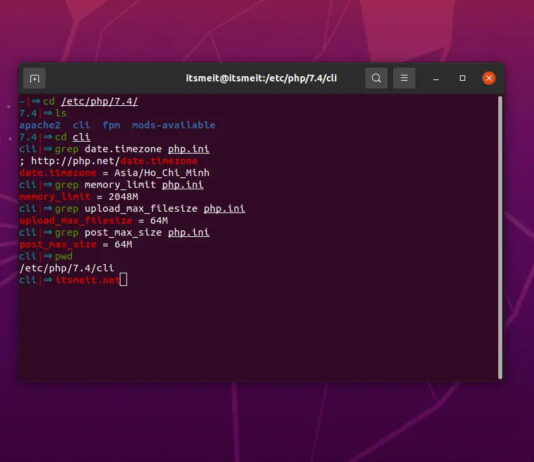 itsmeit@itsmeit:/etc/php/7.4/cli
~|⇒cd /etc/php/7.4/
7.4|⇒ls
apache2 cli fpm mods-available
7.4|⇒cd cli
cli|⇒grep date.timezone php.ini
; http://php.net/date.timezone
date.timezone = Asia/Ho_Chi_Minh
cli|⇒grep memory_limit php.ini
memory_limit = 2048M
cli|⇒grep upload_max_filesize php.ini
upload_max_filesize = 64M
cli|⇒grep post_max_size php.ini
post_max_size = 64M
cli|⇒pwd
/etc/php/7.4/cli
cli|⇒itsmeit.net